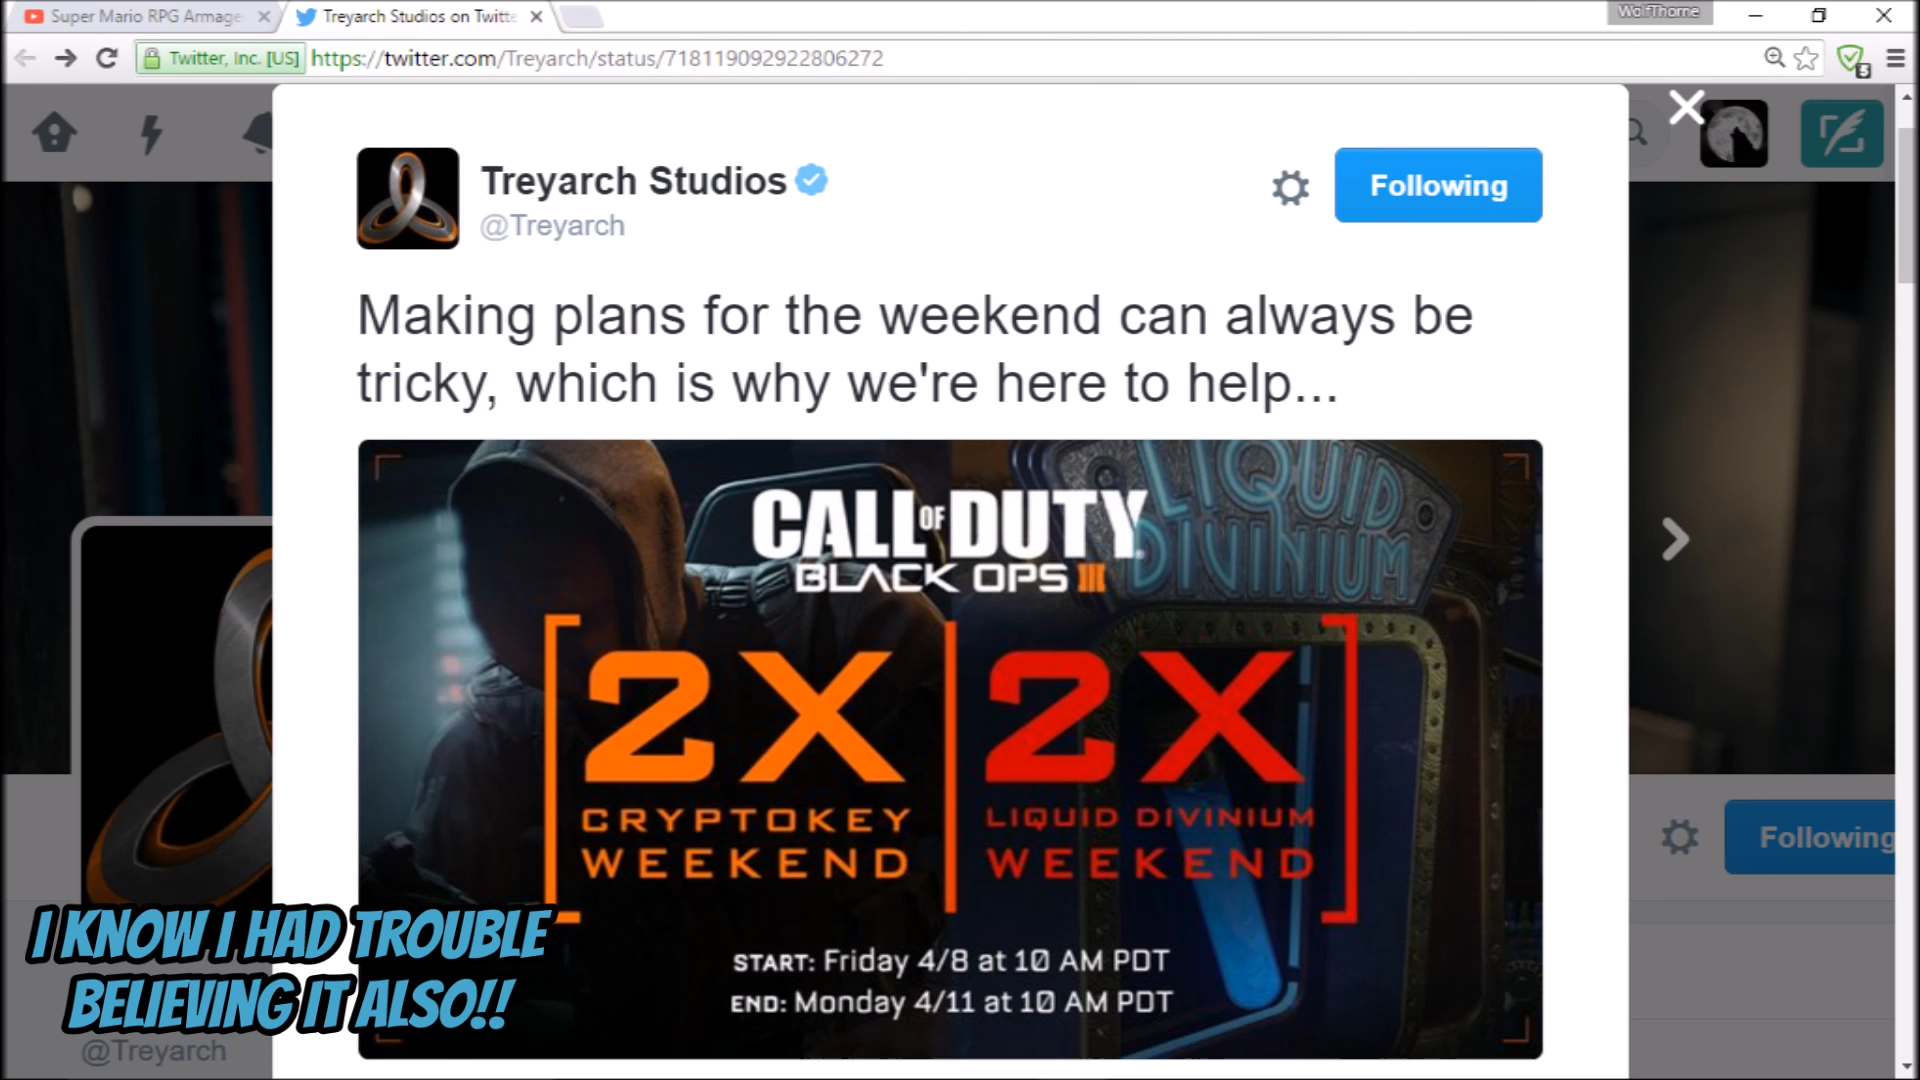 Super Mario RPG Armage
Treyarch Studios on Twitte
WolfThorne
Twitter, Inc. [US]
https://twitter.com/Treyarch/status/718119092922806272
5
Treyarch Studios
@Treyarch
Following
Making plans for the weekend can always be
tricky, which is why we're here to help...
LIQUID
DIVINIUM
CALL OF DUTY
BLACK OPS III
2X
CRYPTOKEY
WEEKEND
2X
LIQUID DIVINIUM
WEEKEND
START: Friday 4/8 at 10 AM PDT
END: Monday 4/11 at 10 AM PDT
Following
I KNOW I HAD TROUBLE
BELIEVING IT ALSO!!
@Treyarch